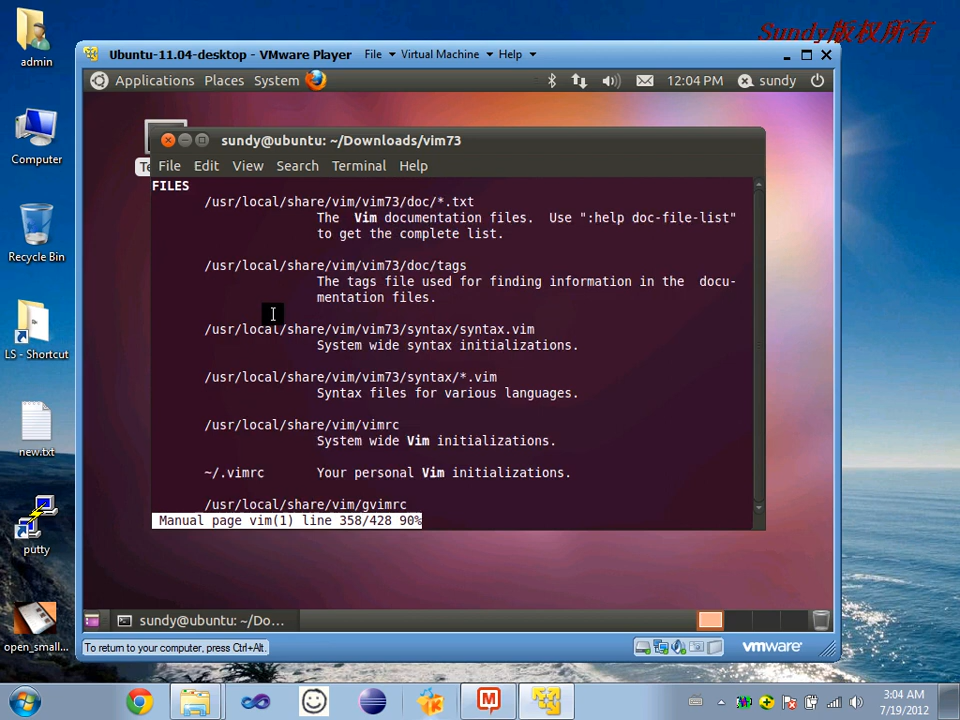 admin
Computer
Recycle Bin
LS - Shortcut
new.txt
putty
open_small...
Sundy版权所有
Ubuntu-11.04-desktop - VMware Player File Virtual Machine Help
Applications Places System 12:04 PM sundy
sundy@ubuntu: ~/Downloads/vim73
File Edit View Search Terminal Help
FILES
/usr/local/share/vim/vim73/doc/*.txt
The Vim documentation files. Use ":help doc-file-list"
to get the complete list.
/usr/local/share/vim/vim73/doc/tags
The tags file used for finding information in the docu-
mentation files.
/usr/local/share/vim/vim73/syntax/syntax.vim
System wide syntax initializations.
/usr/local/share/vim/vim73/syntax/*.vim
Syntax files for various languages.
/usr/local/share/vim/vimrc
System wide Vim initializations.
~/.vimrc Your personal Vim initializations.
/usr/local/share/vim/gvimrc
Manual page vim(1) line 358/428 90%
sundy@ubuntu: ~/Do...
To return to your computer, press Ctrl+Alt.
vmware
3:04 AM
7/19/2012